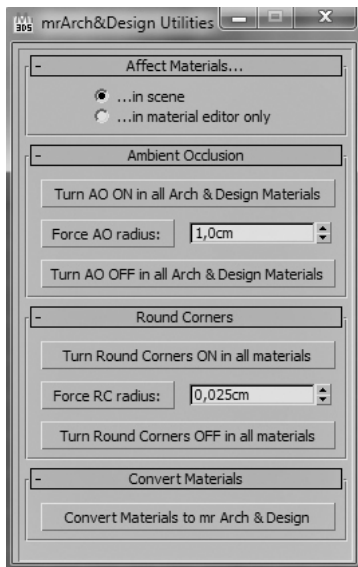 mrArch&Design Utilities
Affect Materials...
...in scene
...in material editor only
Ambient Occlusion
Turn AO ON in all Arch & Design Materials
Force AO radius: 1,0cm
Turn AO OFF in all Arch & Design Materials
Round Corners
Turn Round Corners ON in all materials
Force RC radius: 0,025cm
Turn Round Corners OFF in all materials
Convert Materials
Convert Materials to mr Arch & Design